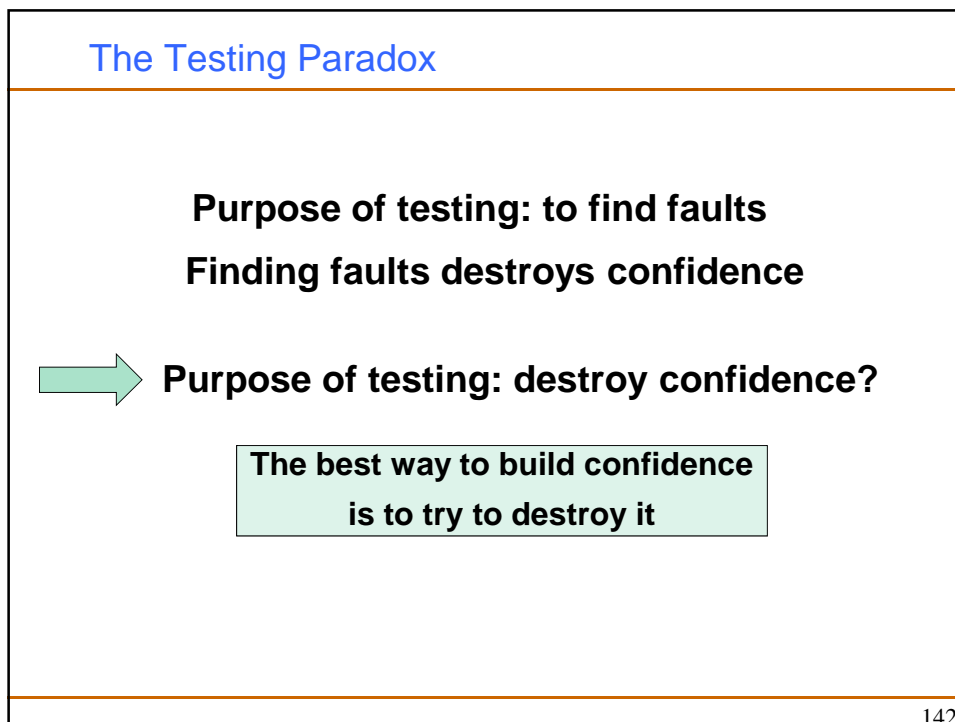 The Testing Paradox
Purpose of testing: to find faults
Finding faults destroys confidence
Purpose of testing: destroy confidence?
The best way to build confidence
is to try to destroy it
142